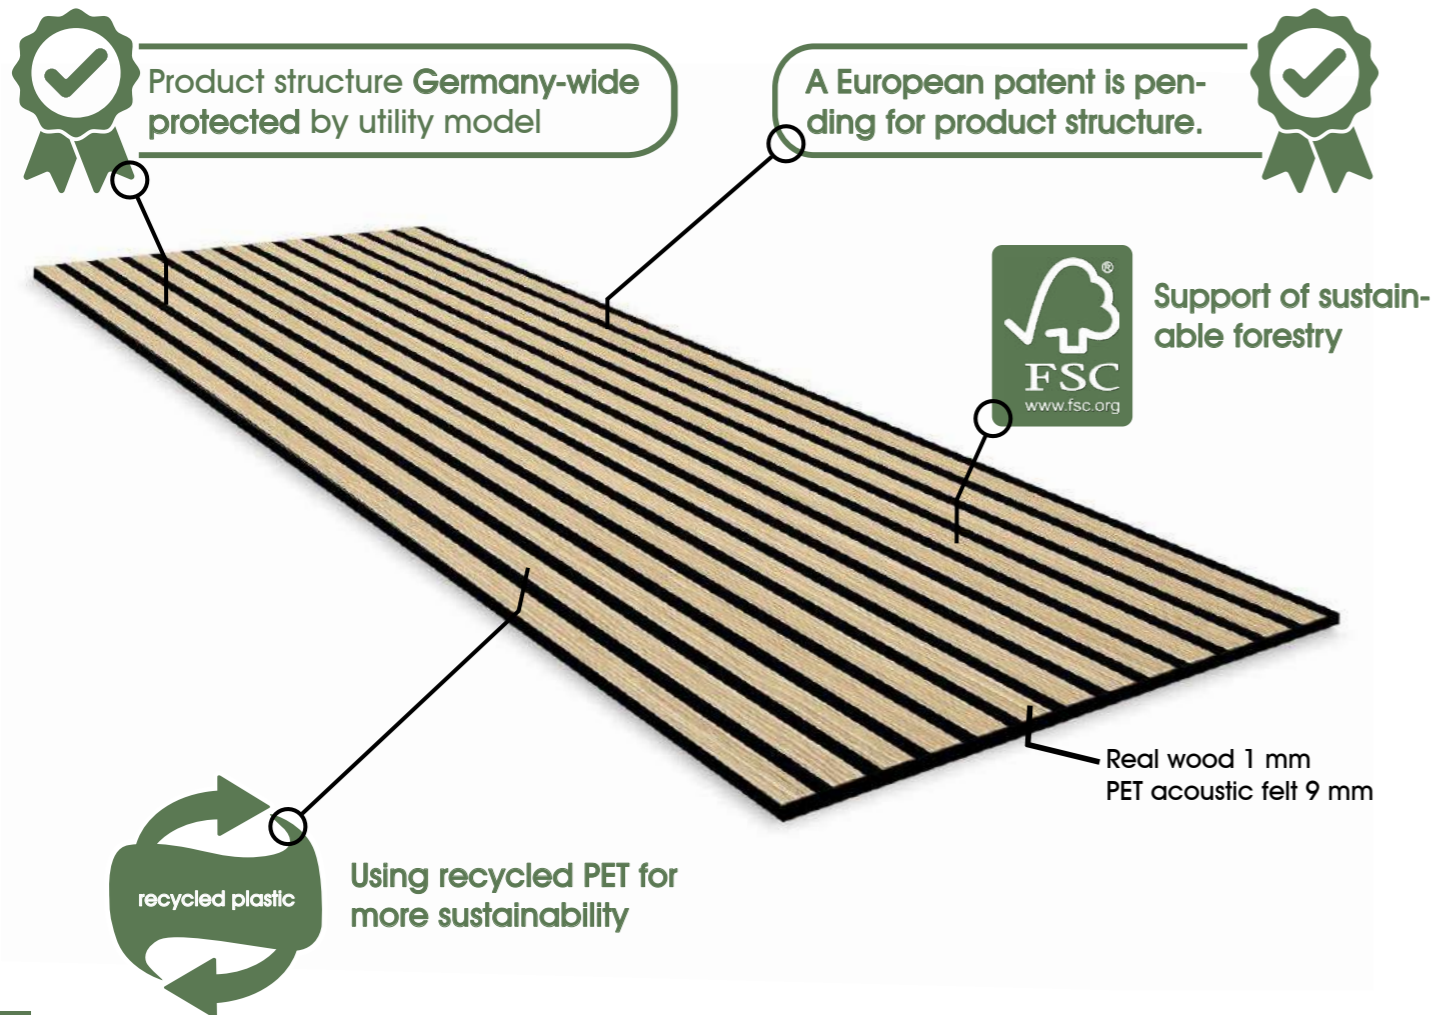 Product structure Germany-wide
protected by utility model
A European patent is pen-
ding for product structure.
®
FSC
www.fsc.org
Support of sustain-
able forestry
Real wood 1 mm
PET acoustic felt 9 mm
recycled plastic
Using recycled PET for
more sustainability